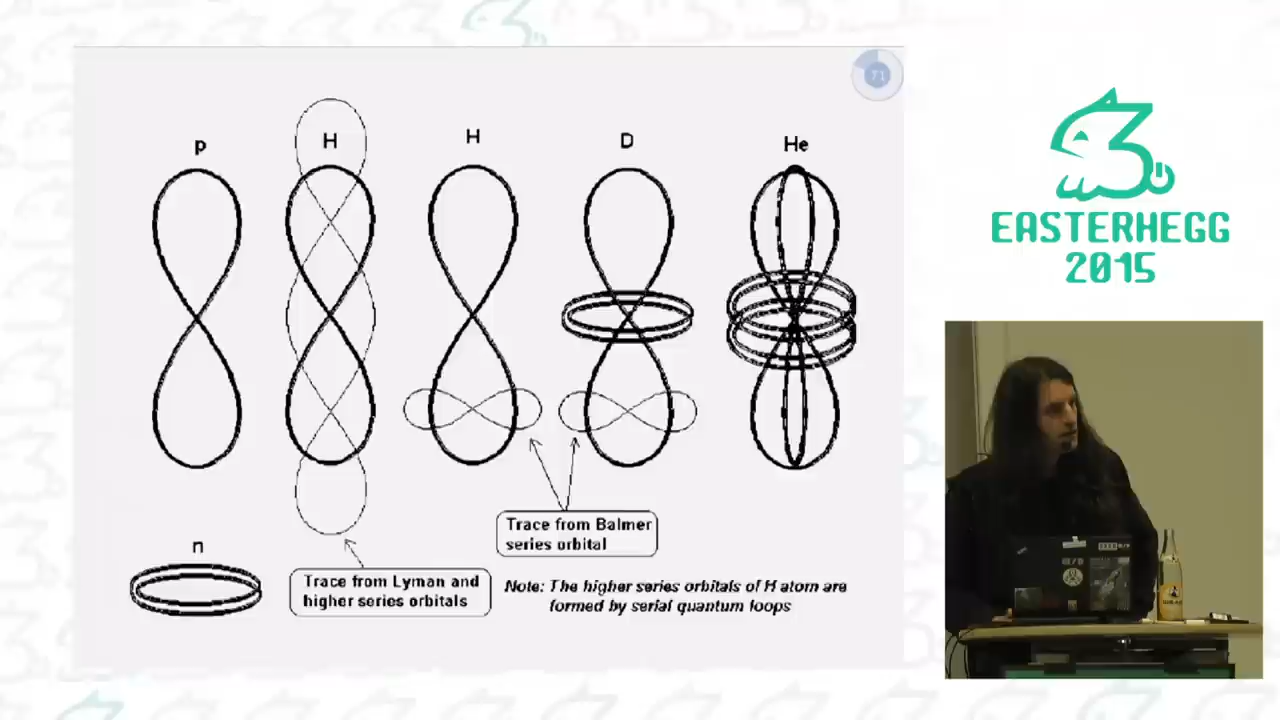 71
p
H
H
D
He
Trace from Balmer
series orbital
n
Trace from Lyman and
higher series orbitals
Note: The higher series orbitals of H atom are
formed by serial quantum loops
EASTERHEGG
2015